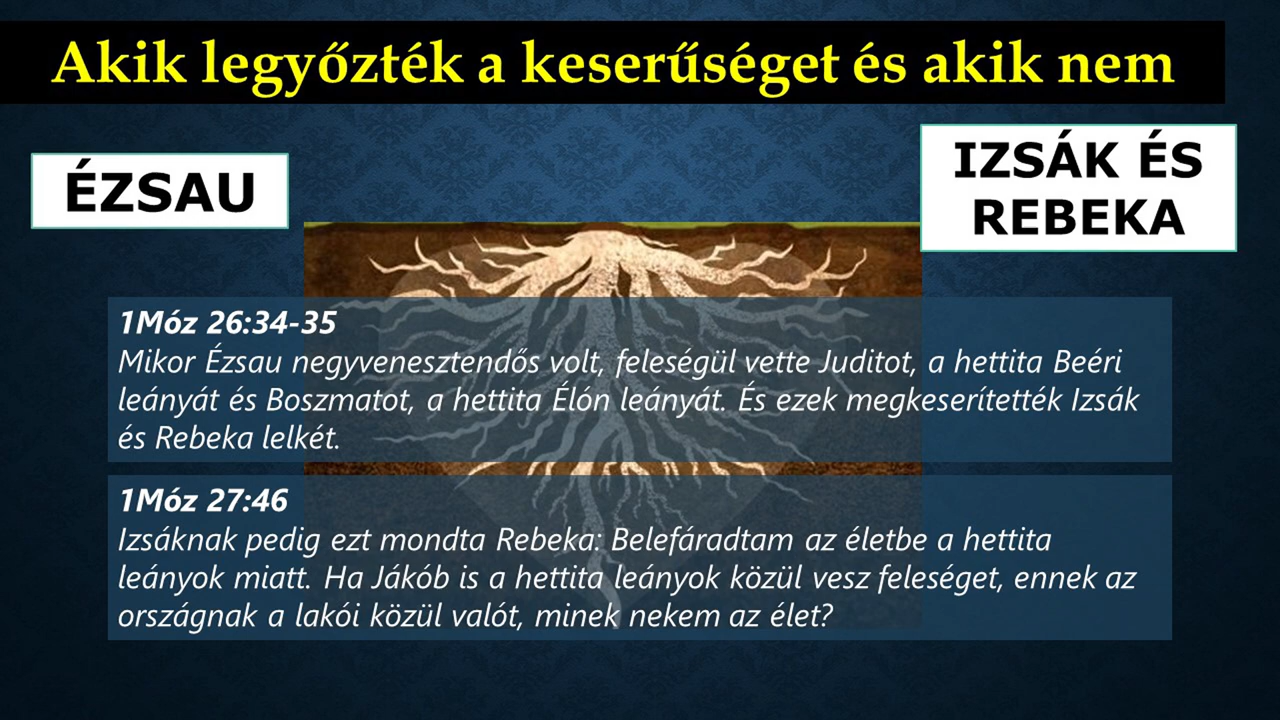 Akik legyőzték a keserűséget és akik nem
ÉZSAU
IZSÁK ÉS
REBEKA
1Móz 26:34-35
Mikor Ézsau negyvenesztendős volt, feleségül vette Juditot, a hettita Beéri
leányát és Boszmatot, a hettita Élón leányát. És ezek megkeserítették Izsák
és Rebeka lelkét.
1Móz 27:46
Izsáknak pedig ezt mondta Rebeka: Belefáradtam az életbe a hettita
leányok miatt. Ha Jákób is a hettita leányok közül vesz feleséget, ennek az
országnak a lakói közül valót, minek nekem az élet?